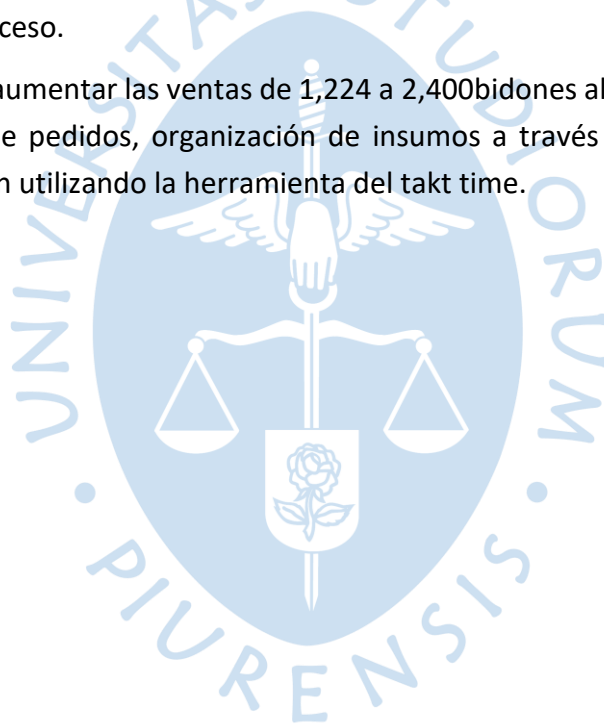 ceso.
aumentar las ventas de 1,224 a 2,400bidones al
e pedidos, organización de insumos a través
n utilizando la herramienta del takt time.
UNIVERSITAS STUDIORUM • PIURENSIS •